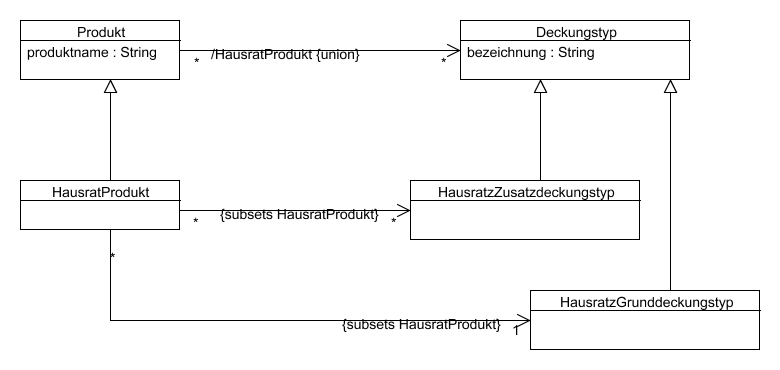 Produkt
Deckungstyp
produktname : String
bezeichnung : String
/HausratProdukt {union}
*
*
HausratProdukt
HausratzZusatzdeckungstyp
{subsets HausratProdukt}
*
*
*
HausratzGrunddeckungstyp
{subsets HausratProdukt}
1